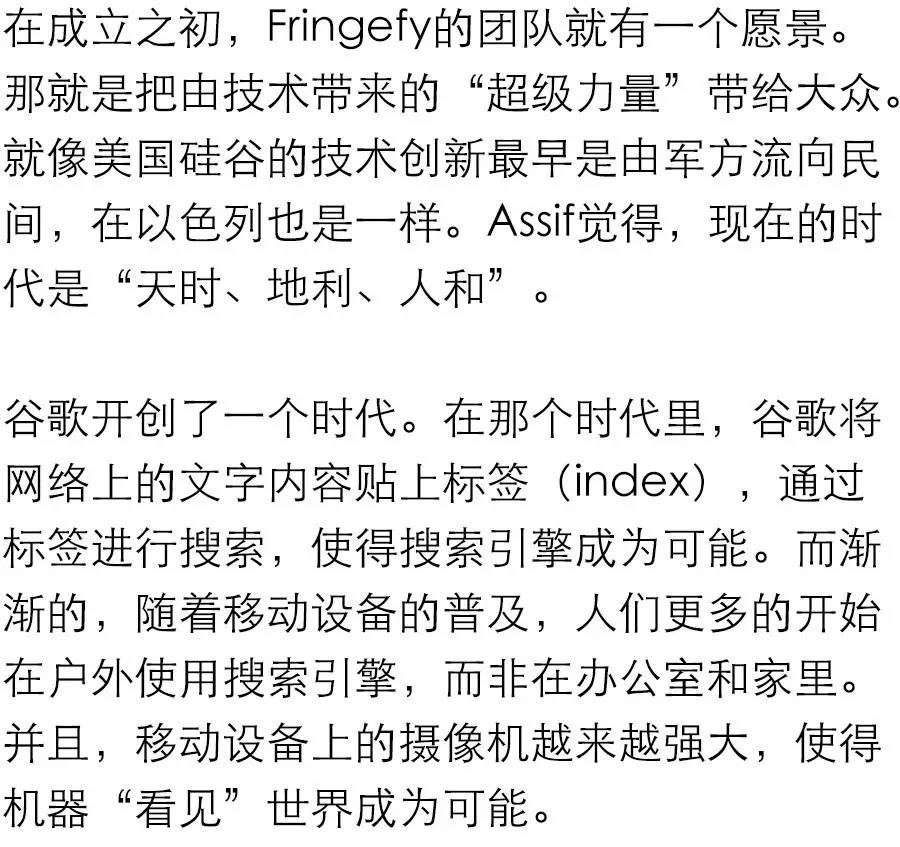 在成立之初，Fringefy的团队就有一个愿景。
那就是把由技术带来的“超级力量”带给大众。
就像美国硅谷的技术创新最早是由军方流向民
间，在以色列也是一样。Assif觉得，现在的时
代是“天时、地利、人和”。
谷歌开创了一个时代。在那个时代里，谷歌将
网络上的文字内容贴上标签（index），通过
标签进行搜索，使得搜索引擎成为可能。而渐
渐的，随着移动设备的普及，人们更多的开始
在户外使用搜索引擎，而非在办公室和家里。
并且，移动设备上的摄像机越来越强大，使得
机器“看见”世界成为可能。